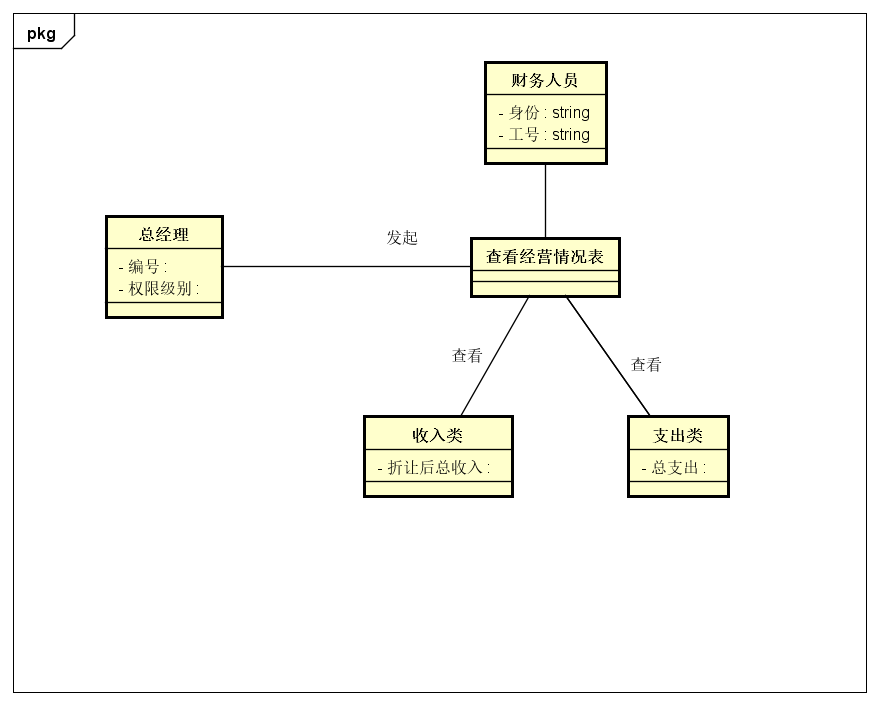 pkg
财务人员
- 身份 : string
- 工号 : string
总经理
- 编号 :
- 权限级别 :
发起
查看经营情况表
查看
查看
收入类
- 折让后总收入 :
支出类
- 总支出 :